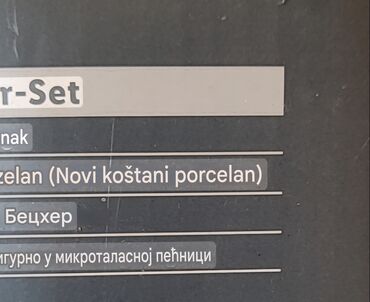 r-Set
nak
zelan (Novi koštani porcelan)
Бецхер
игурно у микроталасној пећници